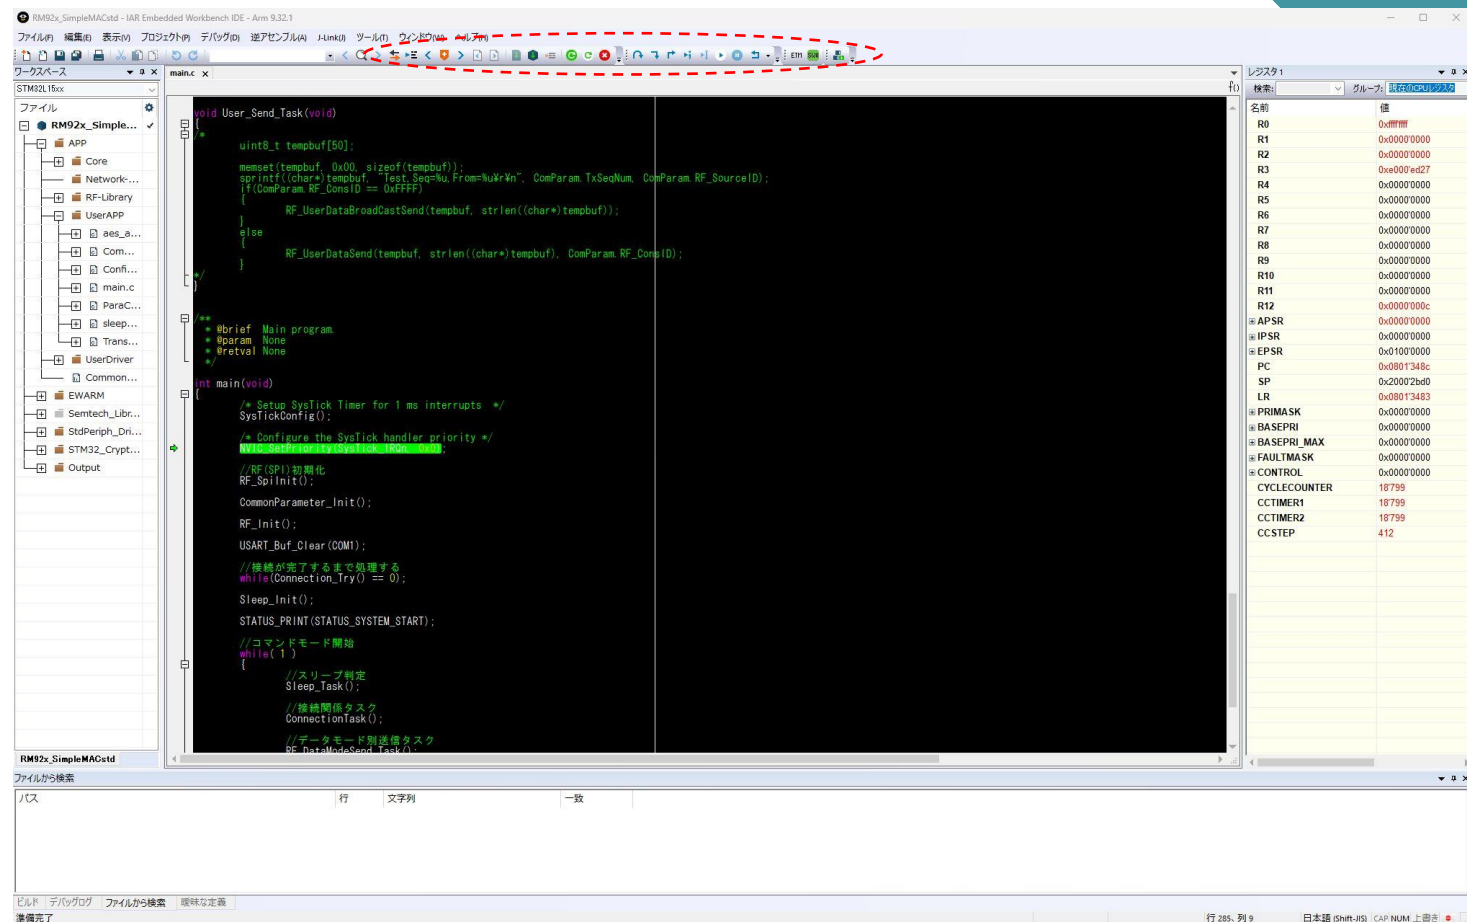 RM92x_SimpleMACstd - IAR Embedded Workbench IDE - Arm 9.32.1
ファイル(F) 編集(E) 表示(V) プロジェクト(P) デバッグ(D) 逆アセンブル(A) J-Link(J) ツール(T) ウィンドウ(W) ヘルプ(H)
ワークスペース
STM32L15xx
ファイル
RM92x_Simple...
APP
Core
Network-...
RF-Library
UserAPP
aes_a...
Com...
Confi...
main.c
ParaC...
sleep...
Trans...
UserDriver
Common...
EWARM
Semtech_Libr...
StdPeriph_Dri...
STM32_Crypt...
Output
RM92x_SimpleMACstd
main.c
f()
void User_Send_Task(void)
{
/*
uint8_t tempbuf[50];
memset(tempbuf, 0x00, sizeof(tempbuf));
sprintf((char*)tempbuf, "Test,Seq=%u,From=%u¥r¥n", ComParam.TxSeqNum, ComParam.RF_SourceID);
if(ComParam.RF_ConsID == 0xFFFF)
{
RF_UserDataBroadCastSend(tempbuf, strlen((char*)tempbuf));
}
else
{
RF_UserDataSend(tempbuf, strlen((char*)tempbuf), ComParam.RF_ConsID);
}
*/
}
/**
* @brief Main program.
* @param None
* @retval None
*/
int main(void)
{
/* Setup SysTick Timer for 1 ms interrupts */
SysTickConfig();
/* Configure the SysTick handler priority */
NVIC_SetPriority(SysTick_IRQn, 0x0);
//RF(SPI)初期化
RF_SpiInit();
CommonParameter_Init();
RF_Init();
USART_Buf_Clear(COM1);
//接続が完了するまで処理する
while(Connection_Try() == 0);
Sleep_Init();
STATUS_PRINT(STATUS_SYSTEM_START);
//コマンドモード開始
while( 1 )
{
//スリープ判定
Sleep_Task();
//接続関係タスク
ConnectionTask();
//データモード別送信タスク
RF_DataModeSend_Task();
レジスタ1
検索: グループ: 現在のCPUレジスタ
名前 値
R0 0xffffffff
R1 0x0000'0000
R2 0x0000'0000
R3 0xe000'ed27
R4 0x0000'0000
R5 0x0000'0000
R6 0x0000'0000
R7 0x0000'0000
R8 0x0000'0000
R9 0x0000'0000
R10 0x0000'0000
R11 0x0000'0000
R12 0x0000'000c
APSR 0x0000'0000
IPSR 0x0000'0000
EPSR 0x0100'0000
PC 0x0801'348c
SP 0x2000'2bd0
LR 0x0801'3483
PRIMASK 0x0000'0000
BASEPRI 0x0000'0000
BASEPRI_MAX 0x0000'0000
FAULTMASK 0x0000'0000
CONTROL 0x0000'0000
CYCLECOUNTER 18'799
CCTIMER1 18'799
CCTIMER2 18'799
CCSTEP 412
ファイルから検索
パス 行 文字列 一致
ビルド デバッグログ ファイルから検索 曖昧な定義
準備完了
行 285、列 9 日本語 (Shift-JIS) CAP NUM 上書き